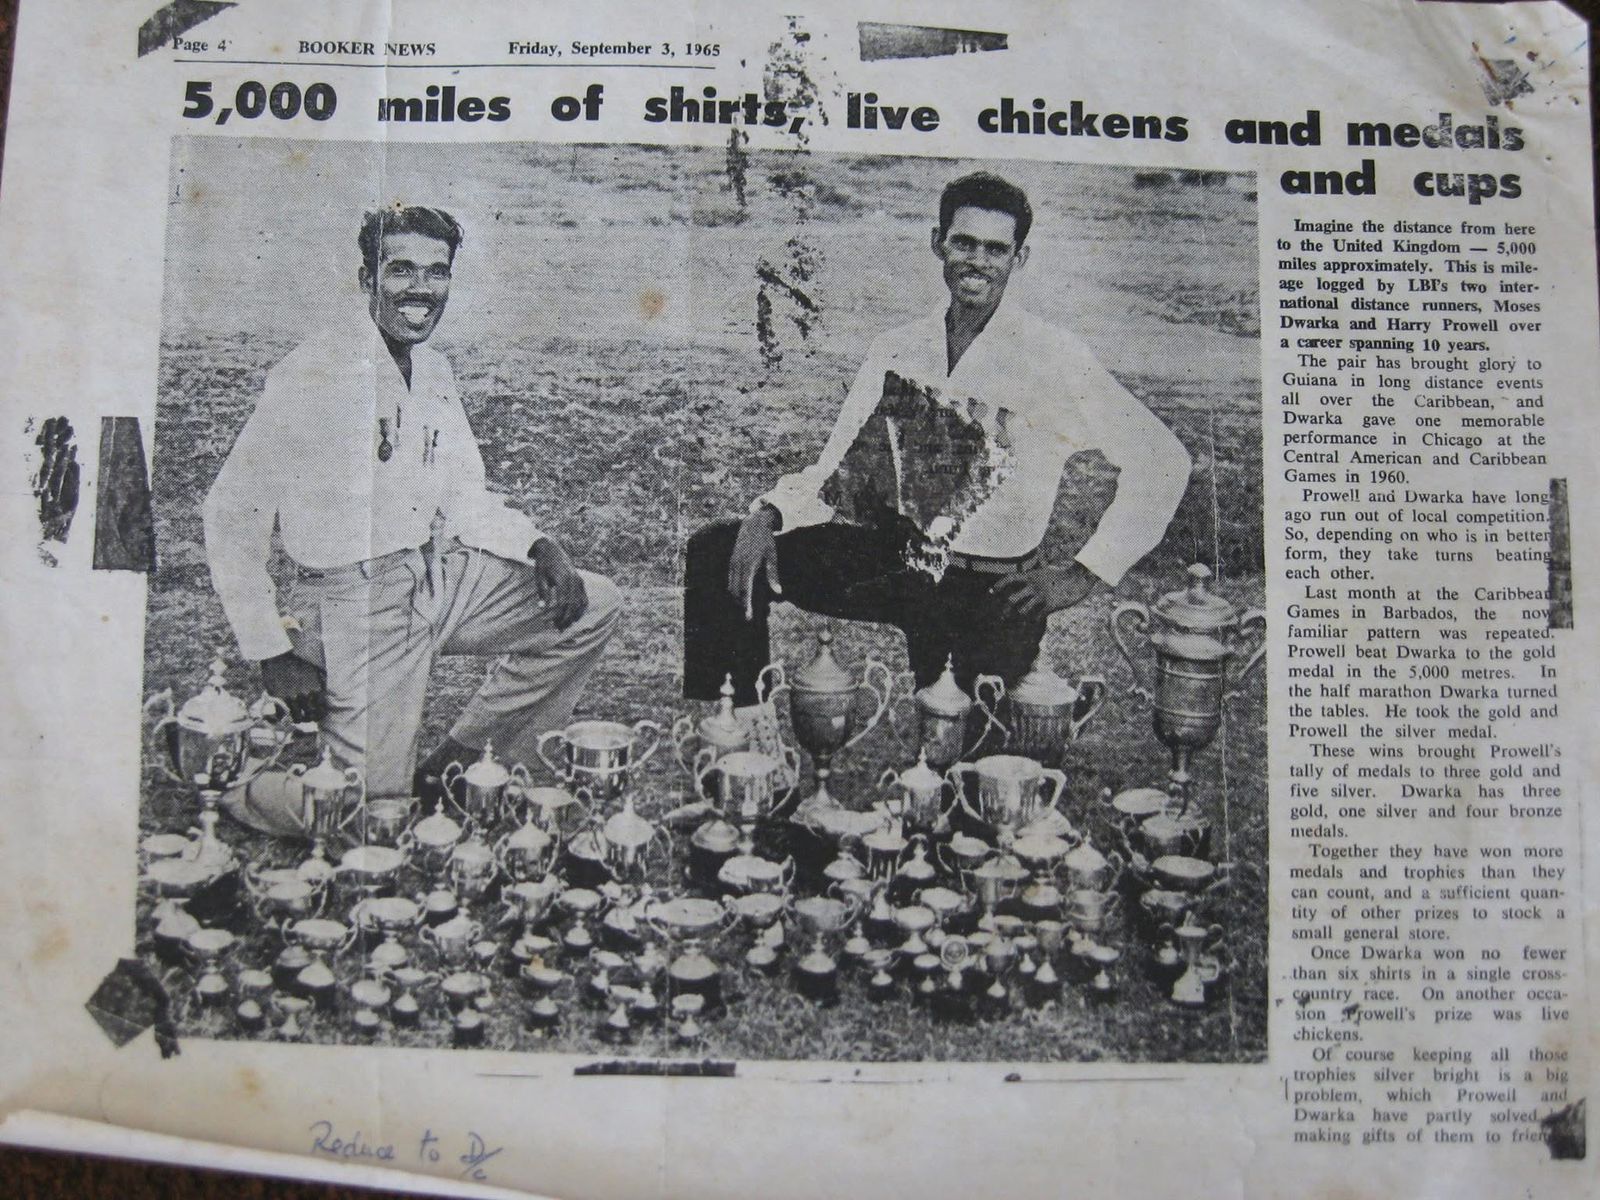 Page 4 BOOKER NEWS Friday, September 3, 1965
5,000 miles of shirts, live chickens and medals
and cups
Imagine the distance from here
to the United Kingdom — 5,000
miles approximately. This is mile-
age logged by LBI's two inter-
national distance runners, Moses
Dwarka and Harry Prowell over
a career spanning 10 years.
The pair has brought glory to
Guiana in long distance events
all over the Caribbean, and
Dwarka gave one memorable
performance in Chicago at the
Central American and Caribbean
Games in 1960.
Prowell and Dwarka have long
ago run out of local competition.
So, depending on who is in better
form, they take turns beating
each other.
Last month at the Caribbean
Games in Barbados, the now
familiar pattern was repeated.
Prowell beat Dwarka to the gold
medal in the 5,000 metres. In
the half marathon Dwarka turned
the tables. He took the gold and
Prowell the silver medal.
These wins brought Prowell's
tally of medals to three gold and
five silver. Dwarka has three
gold, one silver and four bronze
medals.
Together they have won more
medals and trophies than they
can count, and a sufficient quan-
tity of other prizes to stock a
small general store.
Once Dwarka won no fewer
than six shirts in a single cross-
country race. On another occa-
sion Prowell's prize was live
chickens.
Of course keeping all those
trophies silver bright is a big
problem, which Prowell and
Dwarka have partly solved
making gifts of them to
Reduce to D/c